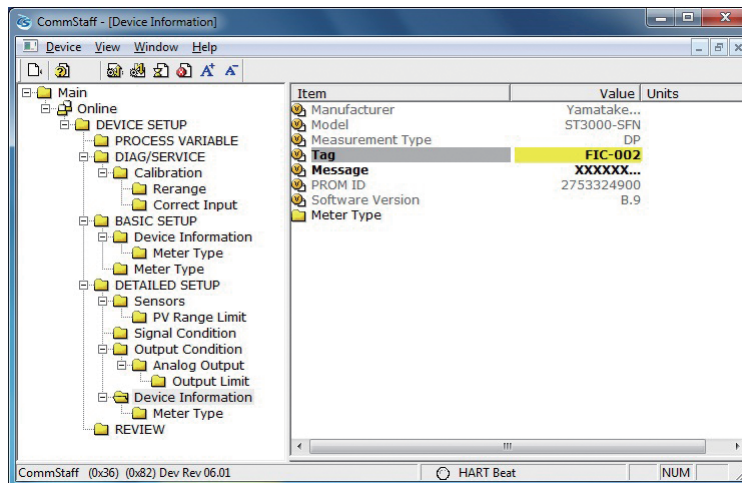 CommStaff - [Device Information]
Device View Window Help
Main
Online
DEVICE SETUP
PROCESS VARIABLE
DIAG/SERVICE
Calibration
Rerange
Correct Input
BASIC SETUP
Device Information
Meter Type
Meter Type
DETAILED SETUP
Sensors
PV Range Limit
Signal Condition
Output Condition
Analog Output
Output Limit
Device Information
Meter Type
REVIEW
Item Value Units
Manufacturer Yamatake...
Model ST3000-SFN
Measurement Type DP
Tag FIC-002
Message XXXXXX...
PROM ID 2753324900
Software Version B.9
Meter Type
CommStaff (0x36) (0x82) Dev Rev 06.01 HART Beat NUM